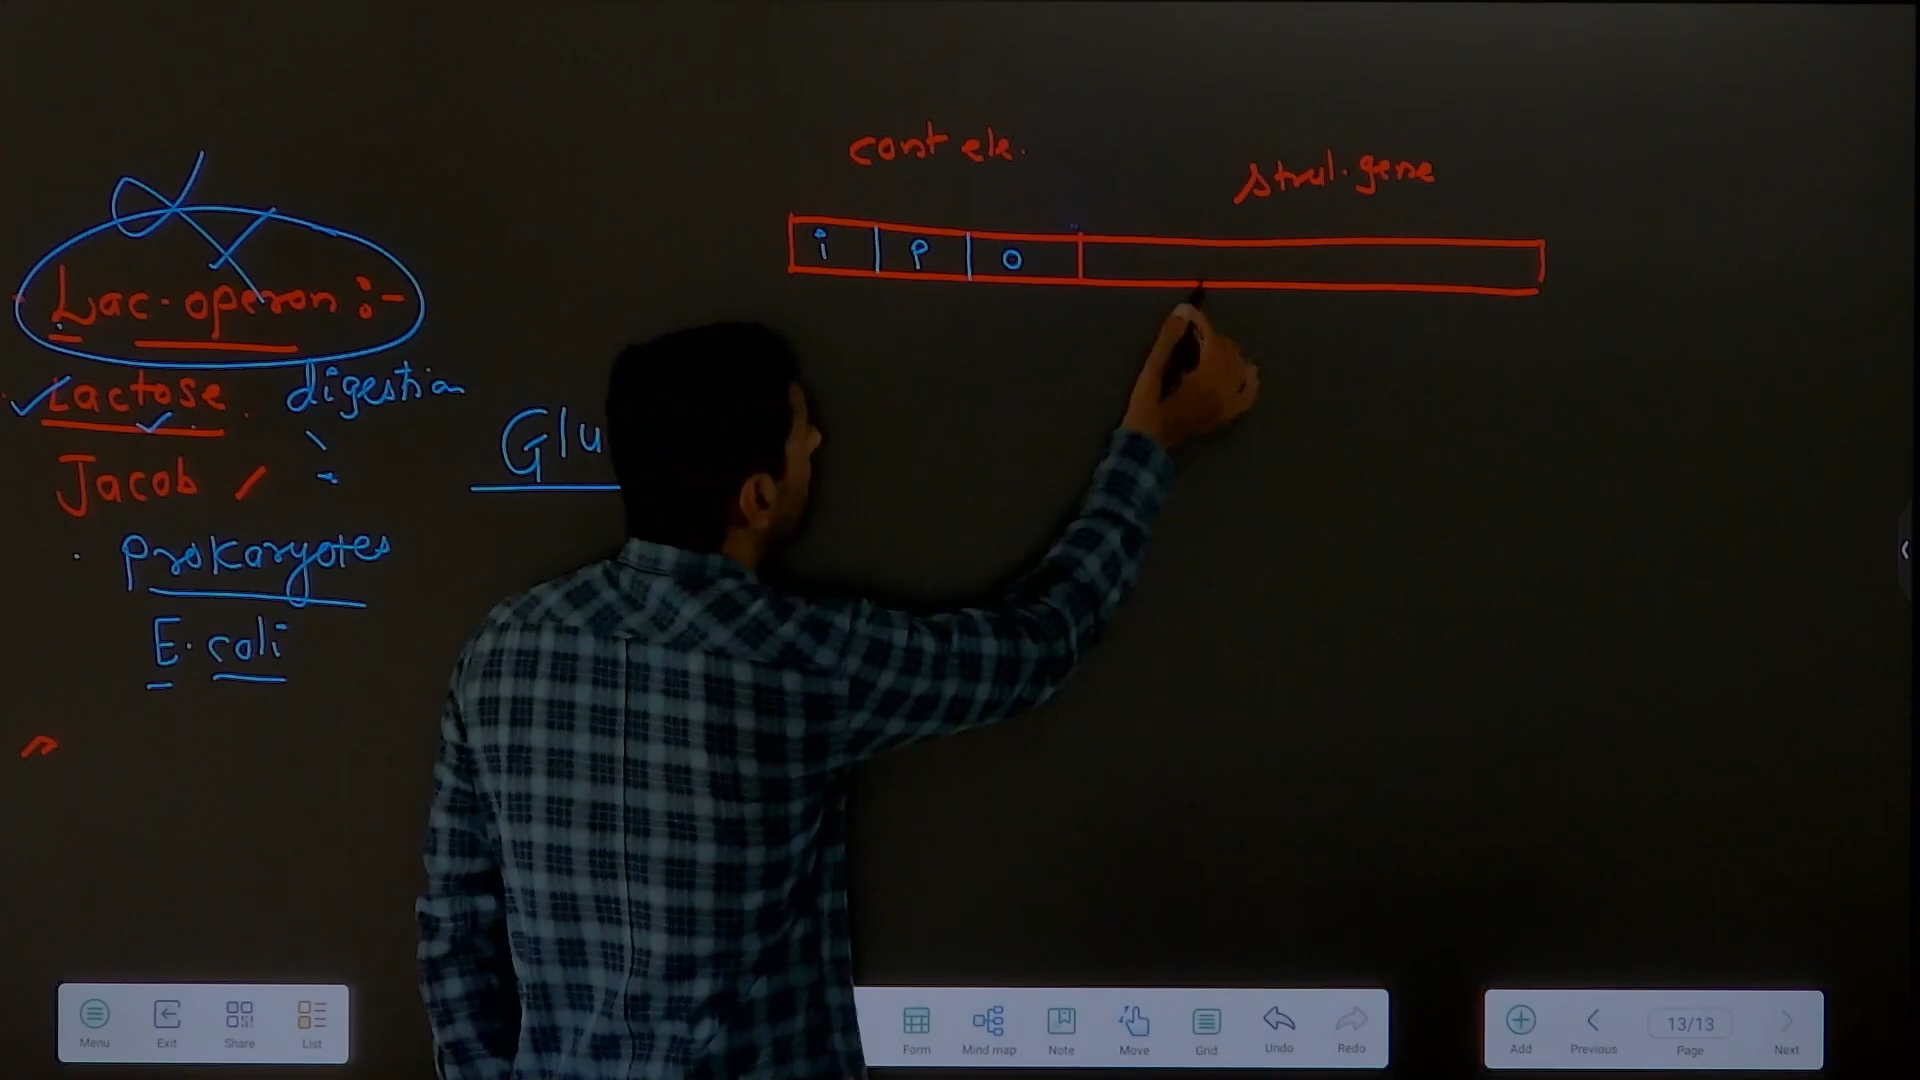 Lac-operon :-
Lactose. digestion
Jacob /
Prokaryotes
E. coli
Glu
cont ele.
strul. gene
i P o
Menu Exit Share List
Form Mind map Note Move Grid Undo Redo
Add Previous 13/13 Page Next